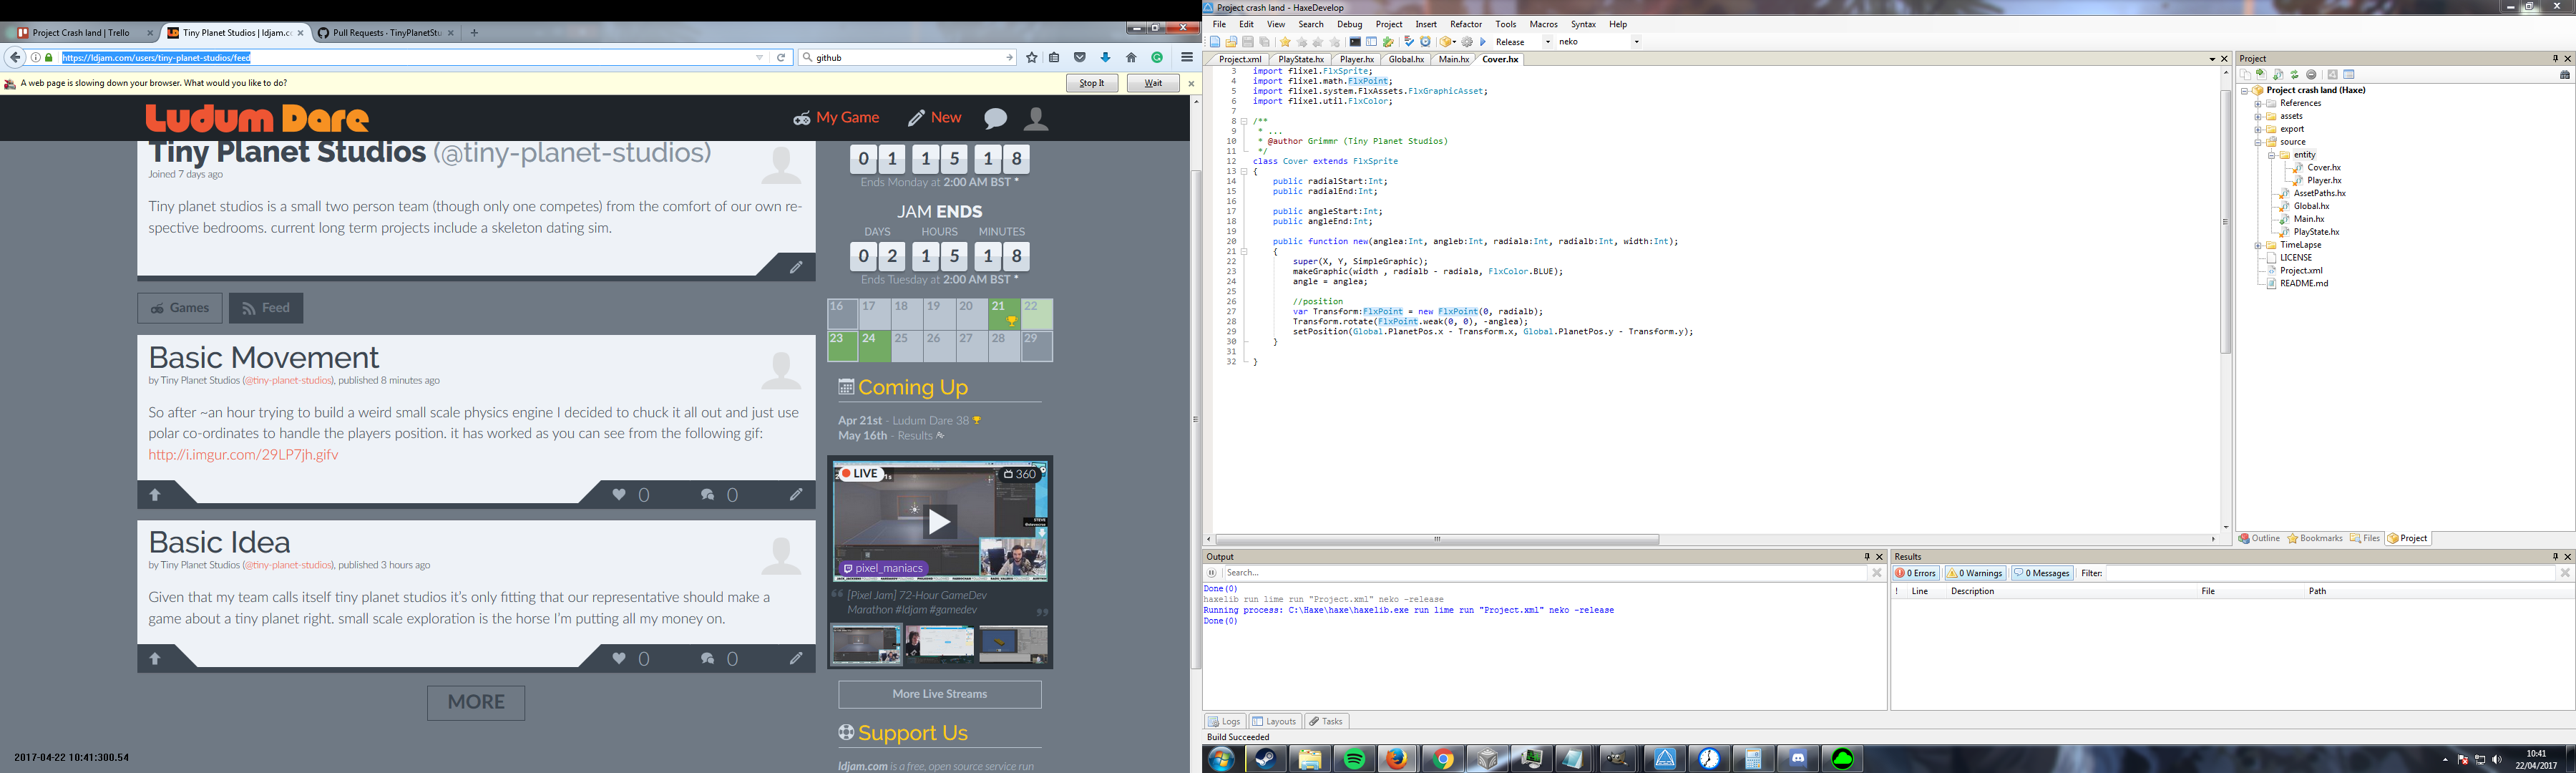 Project Crash land | Trello
Tiny Planet Studios | ldjam.c
Pull Requests · TinyPlanetStu
https://ldjam.com/users/tiny-planet-studios/feed
github
A web page is slowing down your browser. What would you like to do?
Stop It
Wait
Ludum Dare
My Game
New
Tiny Planet Studios (@tiny-planet-studios)
Joined 7 days ago
Tiny planet studios is a small two person team (though only one competes) from the comfort of our own re-
spective bedrooms. current long term projects include a skeleton dating sim.
Games
Feed
Basic Movement
by Tiny Planet Studios (@tiny-planet-studios), published 8 minutes ago
So after ~an hour trying to build a weird small scale physics engine I decided to chuck it all out and just use
polar co-ordinates to handle the players position. it has worked as you can see from the following gif:
http://i.imgur.com/29LP7jh.gifv
0
0
Basic Idea
by Tiny Planet Studios (@tiny-planet-studios), published 3 hours ago
Given that my team calls itself tiny planet studios it's only fitting that our representative should make a
game about a tiny planet right. small scale exploration is the horse I'm putting all my money on.
0
0
MORE
2017-04-22 10:41:300.54
0 1 1 5 1 8
Ends Monday at 2:00 AM BST *
JAM ENDS
DAYS HOURS MINUTES
0 2 1 5 1 8
Ends Tuesday at 2:00 AM BST *
16 17 18 19 20 21 22
23 24 25 26 27 28 29
Coming Up
Apr 21st - Ludum Dare 38
May 16th - Results
LIVE
360
pixel_maniacs
[Pixel Jam] 72-Hour GameDev
Marathon #ldjam #gamedev
More Live Streams
Support Us
ldjam.com is a free, open source service run
Project crash land - HaxeDevelop
File Edit View Search Debug Project Insert Refactor Tools Macros Syntax Help
Release
neko
Project.xml PlayState.hx Player.hx Global.hx Main.hx Cover.hx
3 import flixel.FlxSprite;
4 import flixel.math.FlxPoint;
5 import flixel.system.FlxAssets.FlxGraphicAsset;
6 import flixel.util.FlxColor;
7
8 /**
9 * ...
10 * @author Grimmr (Tiny Planet Studios)
11 */
12 class Cover extends FlxSprite
13 {
14 public radialStart:Int;
15 public radialEnd:Int;
16
17 public angleStart:Int;
18 public angleEnd:Int;
19
20 public function new(anglea:Int, angleb:Int, radiala:Int, radialb:Int, width:Int);
21 {
22 super(X, Y, SimpleGraphic);
23 makeGraphic(width , radialb - radiala, FlxColor.BLUE);
24 angle = anglea;
25
26 //position
27 var Transform:FlxPoint = new FlxPoint(0, radialb);
28 Transform.rotate(FlxPoint.weak(0, 0), -anglea);
29 setPosition(Global.PlanetPos.x - Transform.x, Global.PlanetPos.y - Transform.y);
30 }
31
32 }
Project
Project crash land (Haxe)
References
assets
export
source
entity
Cover.hx
Player.hx
AssetPaths.hx
Global.hx
Main.hx
PlayState.hx
TimeLapse
LICENSE
Project.xml
README.md
Outline Bookmarks Files Project
Output
Search...
Done(0)
haxelib run lime run "Project.xml" neko -release
Running process: C:\Haxe\haxe\haxelib.exe run lime run "Project.xml" neko -release
Done(0)
Results
0 Errors 0 Warnings 0 Messages Filter:
! Line Description File Path
Logs Layouts Tasks
Build Succeeded
10:41
22/04/2017